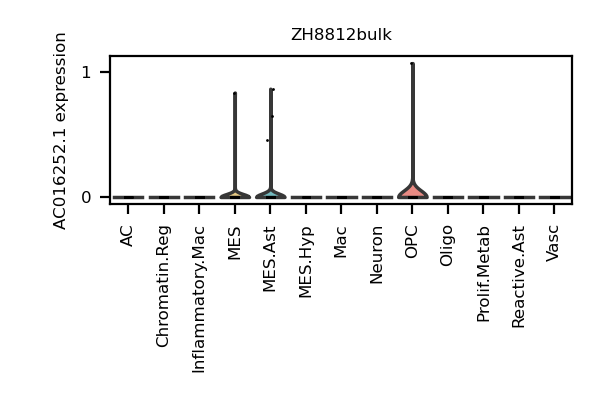 ZH8812bulk
AC016252.1 expression
1
0
AC
Chromatin.Reg
Inflammatory.Mac
MES
MES.Ast
MES.Hyp
Mac
Neuron
OPC
Oligo
Prolif.Metab
Reactive.Ast
Vasc